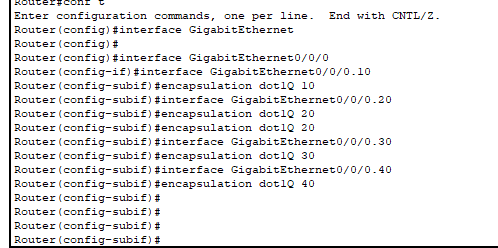 Router#conf t
Enter configuration commands, one per line.  End with CNTL/Z.
Router(config)#interface GigabitEthernet
Router(config)#
Router(config)#interface GigabitEthernet0/0/0
Router(config-if)#interface GigabitEthernet0/0/0.10
Router(config-subif)#encapsulation dot1Q 10
Router(config-subif)#interface GigabitEthernet0/0/0.20
Router(config-subif)#encapsulation dot1Q 20
Router(config-subif)#encapsulation dot1Q 20
Router(config-subif)#interface GigabitEthernet0/0/0.30
Router(config-subif)#encapsulation dot1Q 30
Router(config-subif)#interface GigabitEthernet0/0/0.40
Router(config-subif)#encapsulation dot1Q 40
Router(config-subif)#
Router(config-subif)#
Router(config-subif)#
Router(config-subif)#